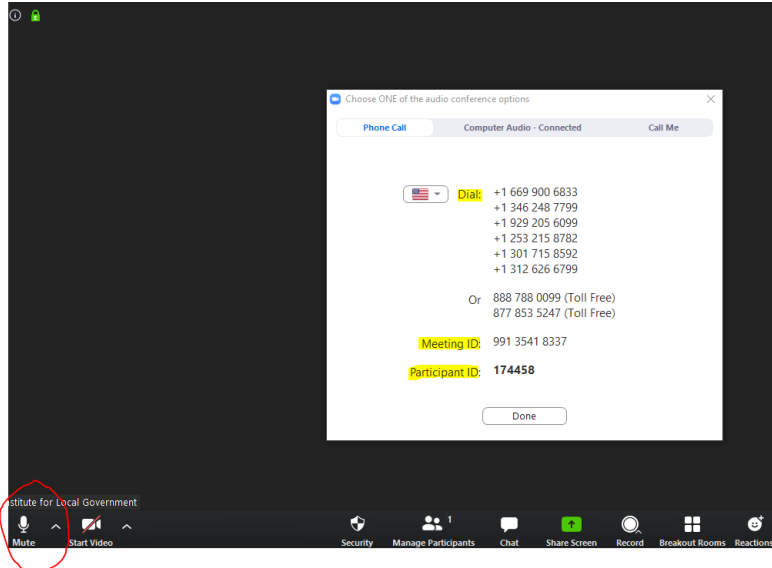 Choose ONE of the audio conference options
Phone Call Computer Audio - Connected Call Me
Dial: +1 669 900 6833
+1 346 248 7799
+1 929 205 6099
+1 253 215 8782
+1 301 715 8592
+1 312 626 6799
Or 888 788 0099 (Toll Free)
877 853 5247 (Toll Free)
Meeting ID: 991 3541 8337
Participant ID: 174458
Done
stitute for Local Government
1
Mute Start Video Security Manage Participants Chat Share Screen Record Breakout Rooms Reactions